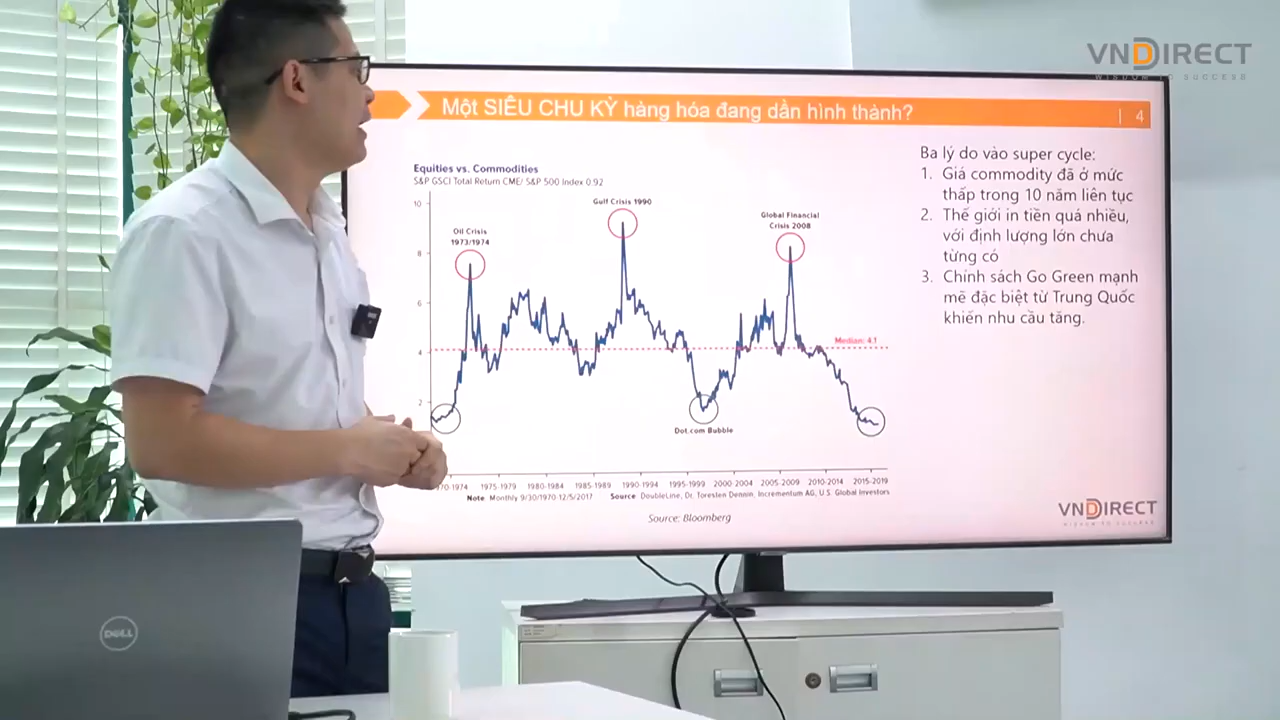 VNDIRECT
WISDOM TO SUCCESS
Một SIÊU CHU KỲ hàng hóa đang dần hình thành?
| 4
Equities vs. Commodities
S&P GSCI Total Return CME/ S&P 500 Index 0.92
10
8
6
4
2
Oil Crisis
1973/1974
Gulf Crisis 1990
Global Financial
Crisis 2008
Median: 4.1
Dot.com Bubble
70-1974 1975-1979 1980-1984 1985-1989 1990-1994 1995-1999 2000-2004 2005-2009 2010-2014 2015-2019
Note: Monthly 9/30/1970-12/5/2017 Source: DoubleLine, Dr. Toresten Dennin, Incrementum AG, U.S. Global Investors
Source: Bloomberg
Ba lý do vào super cycle:
1. Giá commodity đã ở mức
thấp trong 10 năm liên tục
2. Thế giới in tiền quá nhiều,
với định lượng lớn chưa
từng có
3. Chính sách Go Green mạnh
mẽ đặc biệt từ Trung Quốc
khiến nhu cầu tăng.
VNDIRECT
WISDOM TO SUCCESS
DELL